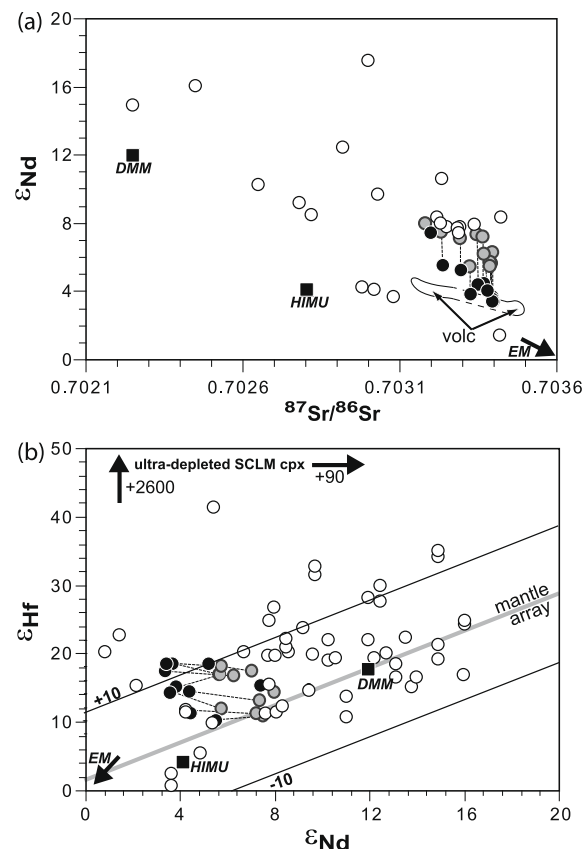 (a)
20
16
12
8
4
0
εNd
DMM
HIMU
volc
EM
0.7021
0.7026
0.7031
0.7036
87Sr/86Sr
(b)
50
40
30
20
10
0
εHf
ultra-depleted SCLM cpx
+2600
+90
mantle
array
+10
DMM
EM
HIMU
-10
0
4
8
12
16
20
εNd